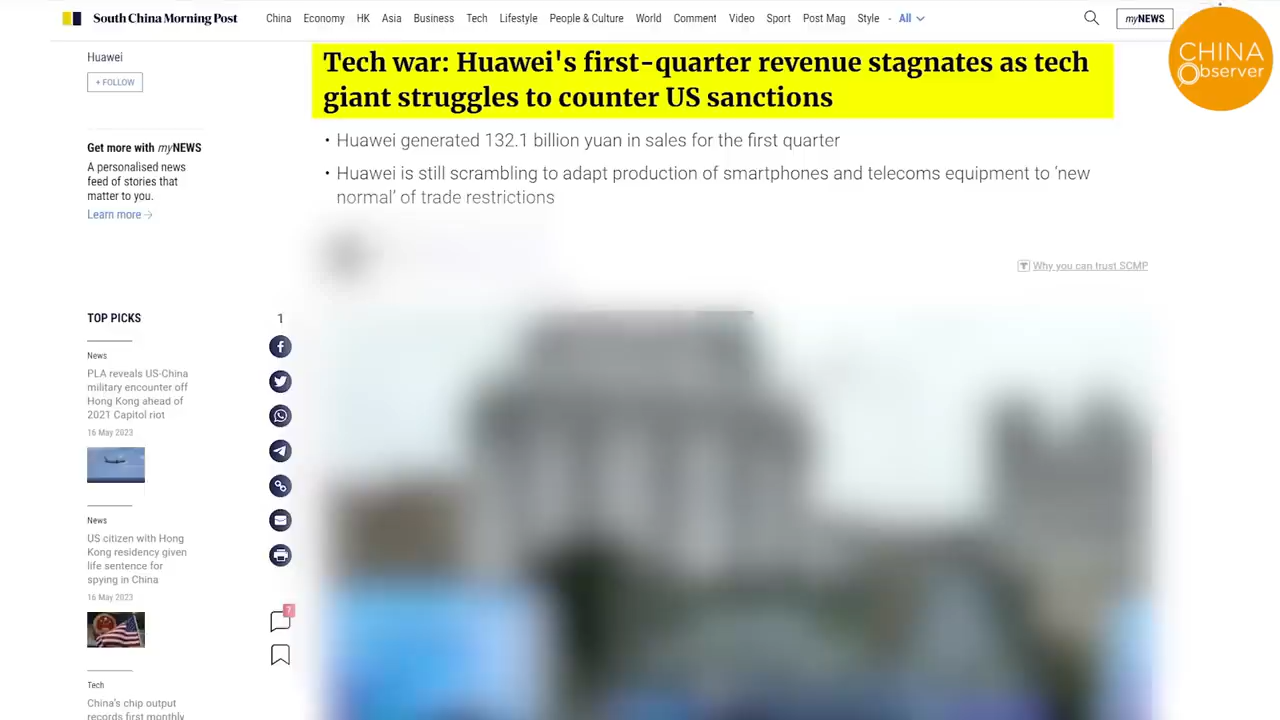 South China Morning Post
China
Economy
HK
Asia
Business
Tech
Lifestyle
People & Culture
World
Comment
Video
Sport
Post Mag
Style
All
myNEWS
CHINA
Observer
Huawei
+ FOLLOW
Get more with myNEWS
A personalised news
feed of stories that
matter to you.
Learn more
Tech war: Huawei's first-quarter revenue stagnates as tech
giant struggles to counter US sanctions
• Huawei generated 132.1 billion yuan in sales for the first quarter
• Huawei is still scrambling to adapt production of smartphones and telecoms equipment to ‘new
normal’ of trade restrictions
Why you can trust SCMP
TOP PICKS
News
PLA reveals US-China
military encounter off
Hong Kong ahead of
2021 Capitol riot
16 May 2023
News
US citizen with Hong
Kong residency given
life sentence for
spying in China
16 May 2023
Tech
China’s chip output
records first monthly
1
7